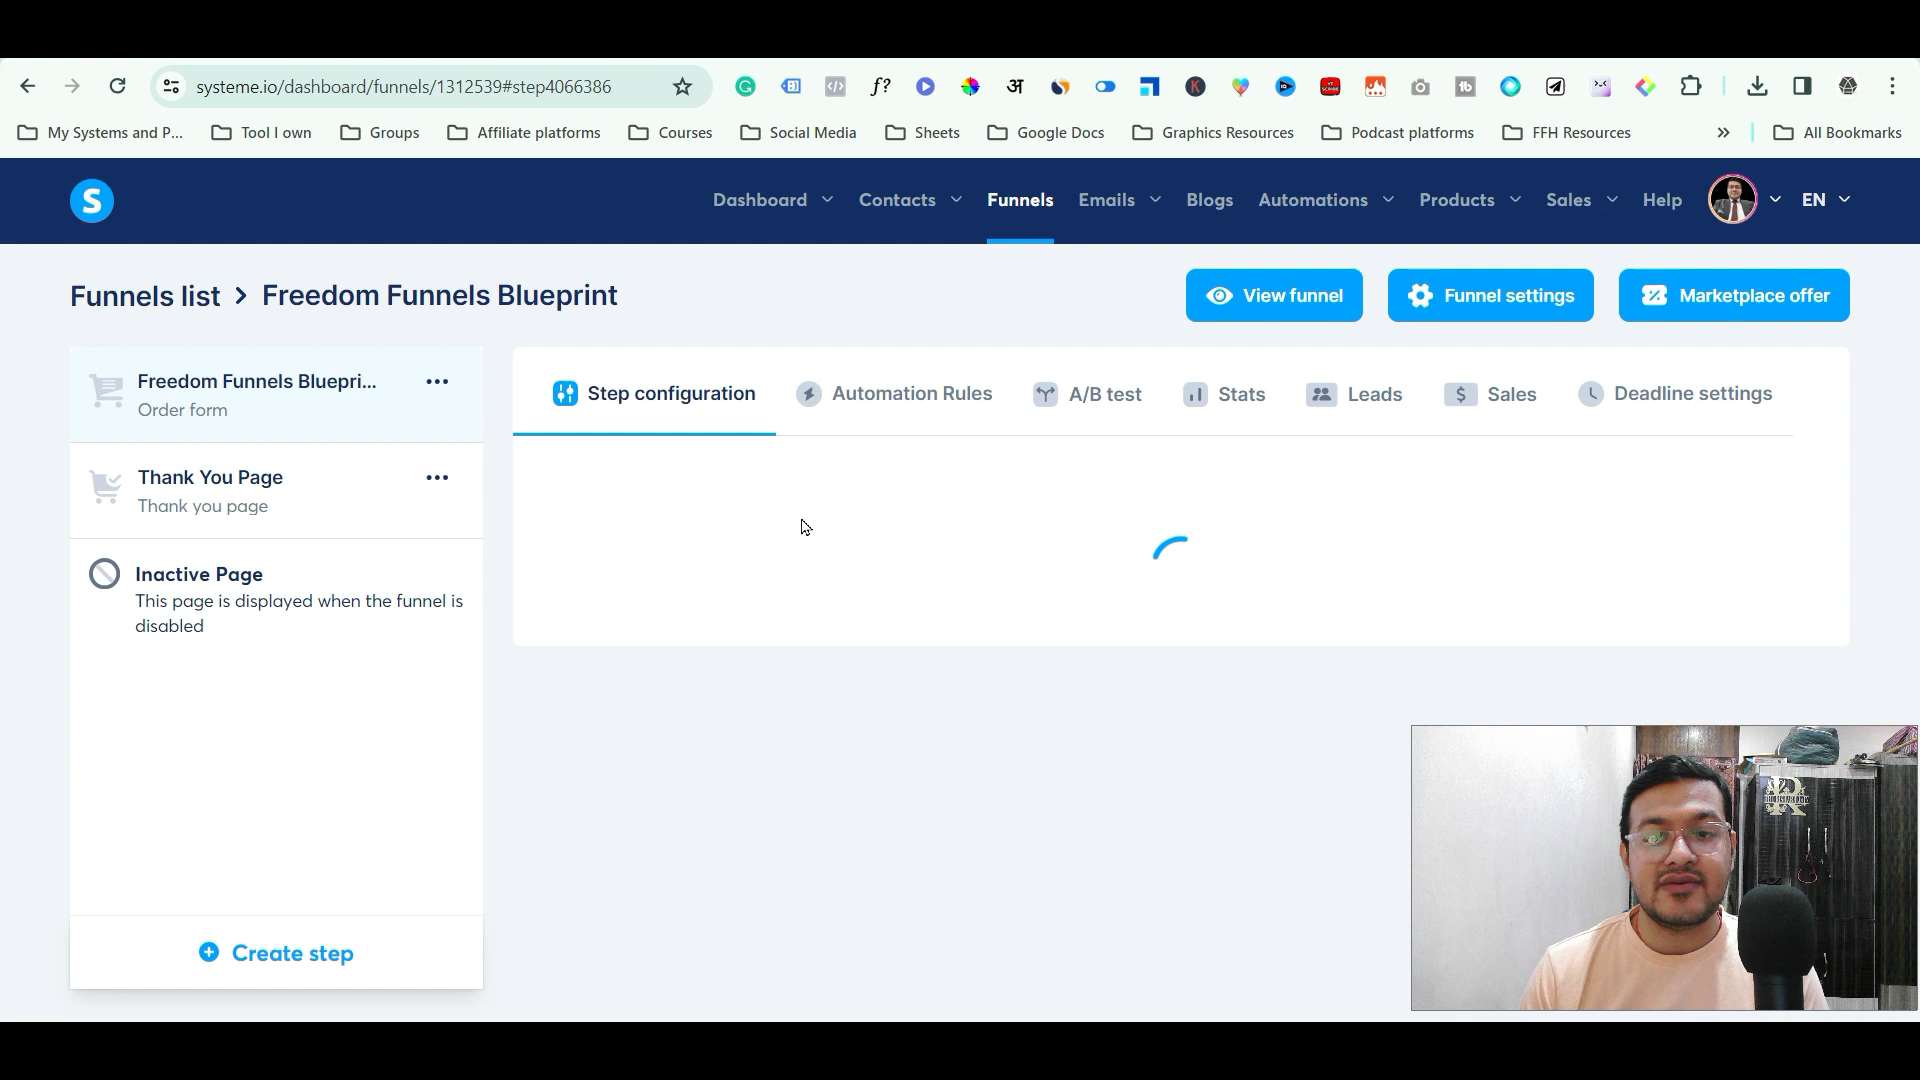 systeme.io/dashboard/funnels/1312539#step4066386
My Systems and P...
Tool I own
Groups
Affiliate platforms
Courses
Social Media
Sheets
Google Docs
Graphics Resources
Podcast platforms
FFH Resources
»
All Bookmarks
S
Dashboard
Contacts
Funnels
Emails
Blogs
Automations
Products
Sales
Help
EN
Funnels list > Freedom Funnels Blueprint
View funnel
Funnel settings
Marketplace offer
Freedom Funnels Bluepri...
Order form
Thank You Page
Thank you page
Inactive Page
This page is displayed when the funnel is
disabled
Create step
Step configuration
Automation Rules
A/B test
Stats
Leads
Sales
Deadline settings